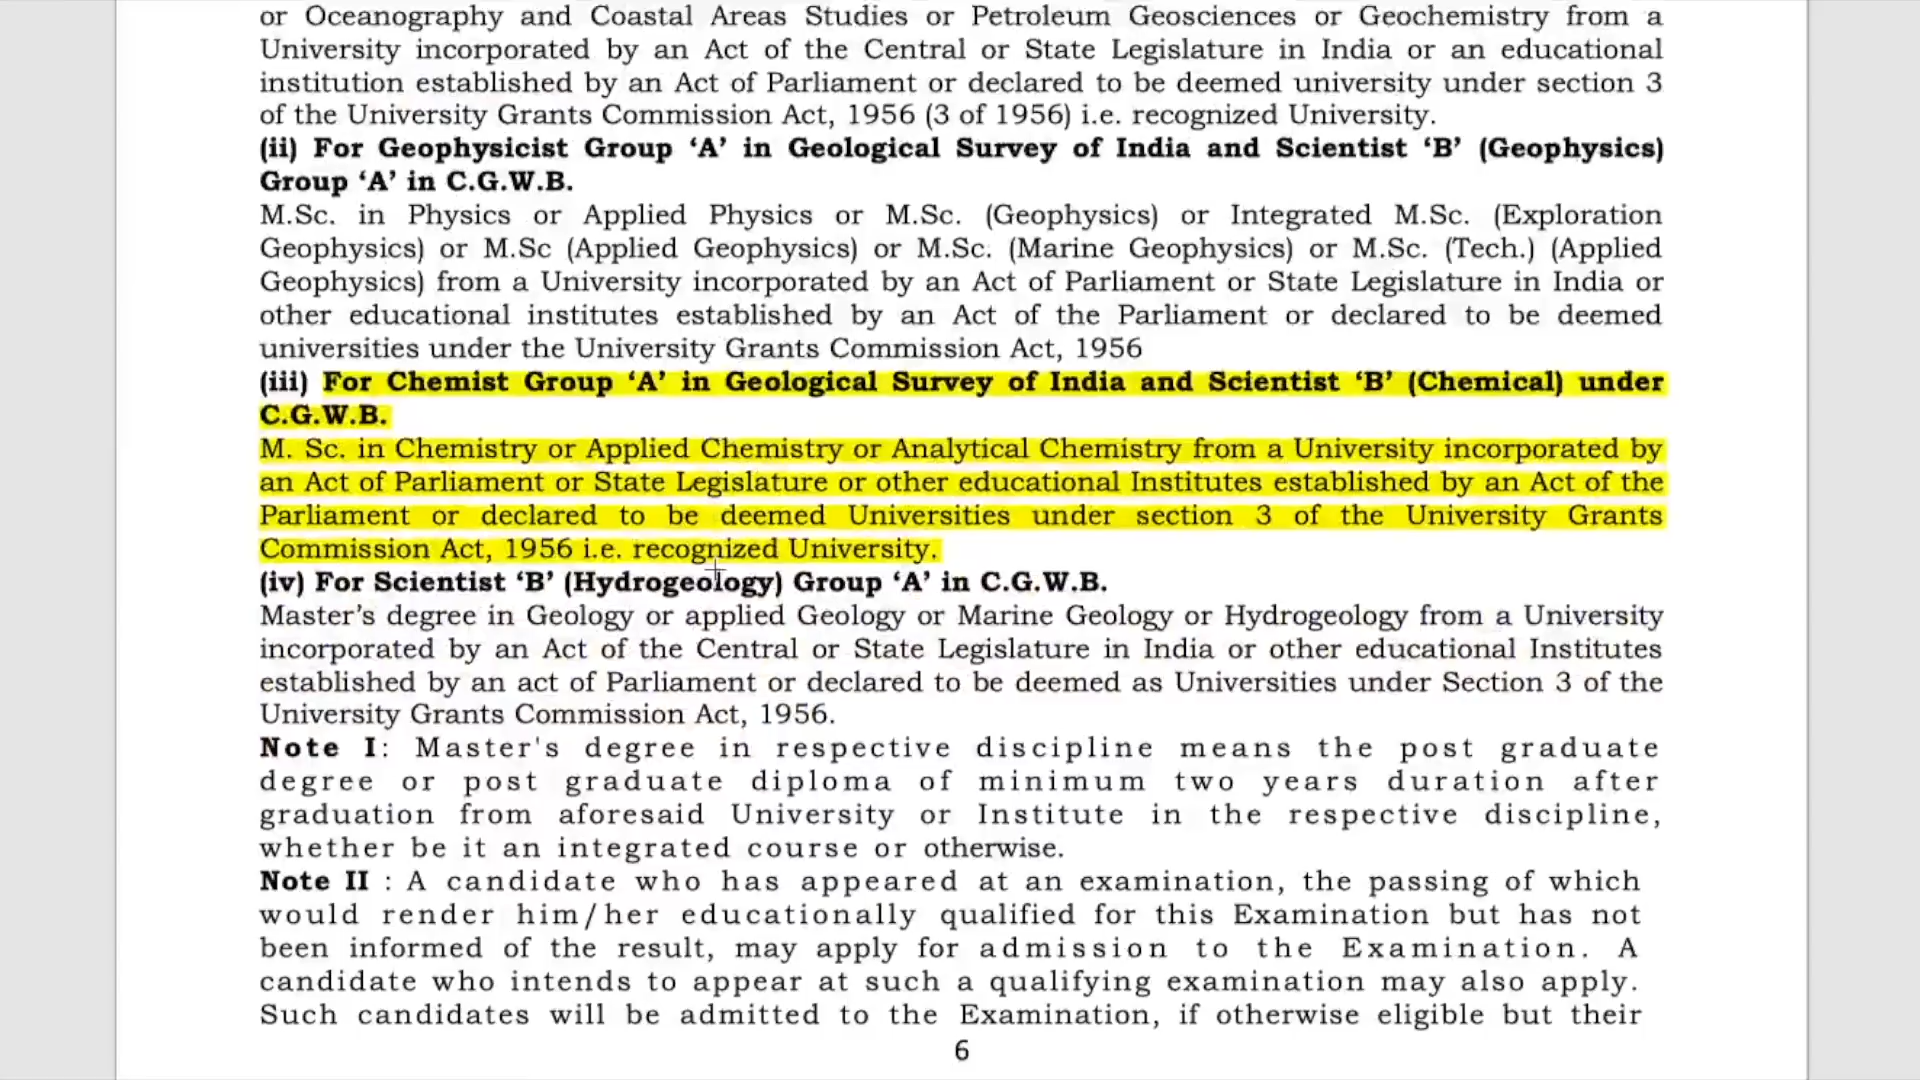 or Oceanography and Coastal Areas Studies or Petroleum Geosciences or Geochemistry from a
University incorporated by an Act of the Central or State Legislature in India or an educational
institution established by an Act of Parliament or declared to be deemed university under section 3
of the University Grants Commission Act, 1956 (3 of 1956) i.e. recognized University.
(ii) For Geophysicist Group ‘A’ in Geological Survey of India and Scientist ‘B’ (Geophysics)
Group ‘A’ in C.G.W.B.
M.Sc. in Physics or Applied Physics or M.Sc. (Geophysics) or Integrated M.Sc. (Exploration
Geophysics) or M.Sc (Applied Geophysics) or M.Sc. (Marine Geophysics) or M.Sc. (Tech.) (Applied
Geophysics) from a University incorporated by an Act of Parliament or State Legislature in India or
other educational institutes established by an Act of the Parliament or declared to be deemed
universities under the University Grants Commission Act, 1956
(iii) For Chemist Group ‘A’ in Geological Survey of India and Scientist ‘B’ (Chemical) under
C.G.W.B.
M. Sc. in Chemistry or Applied Chemistry or Analytical Chemistry from a University incorporated by
an Act of Parliament or State Legislature or other educational Institutes established by an Act of the
Parliament or declared to be deemed Universities under section 3 of the University Grants
Commission Act, 1956 i.e. recognized University.
(iv) For Scientist ‘B’ (Hydrogeology) Group ‘A’ in C.G.W.B.
Master’s degree in Geology or applied Geology or Marine Geology or Hydrogeology from a University
incorporated by an Act of the Central or State Legislature in India or other educational Institutes
established by an act of Parliament or declared to be deemed as Universities under Section 3 of the
University Grants Commission Act, 1956.
Note I: Master's degree in respective discipline means the post graduate
degree or post graduate diploma of minimum two years duration after
graduation from aforesaid University or Institute in the respective discipline,
whether be it an integrated course or otherwise.
Note II : A candidate who has appeared at an examination, the passing of which
would render him/her educationally qualified for this Examination but has not
been informed of the result, may apply for admission to the Examination. A
candidate who intends to appear at such a qualifying examination may also apply.
Such candidates will be admitted to the Examination, if otherwise eligible but their
6